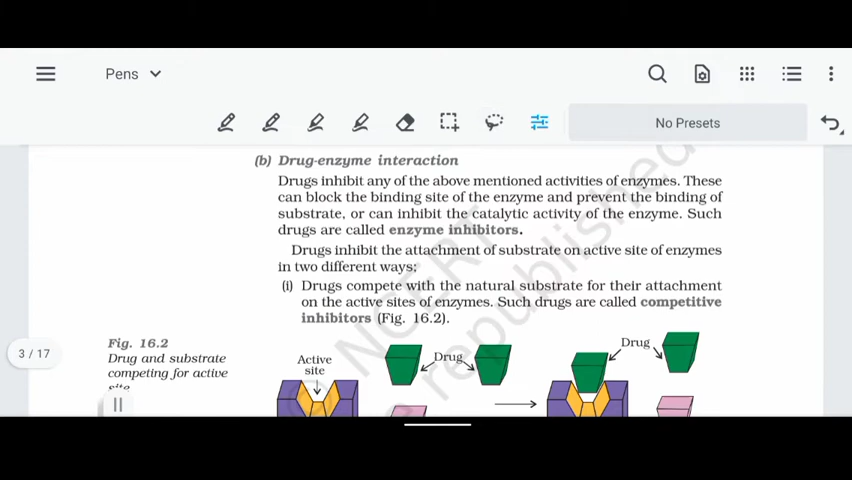 Pens
No Presets
(b) Drug-enzyme interaction
Drugs inhibit any of the above mentioned activities of enzymes. These
can block the binding site of the enzyme and prevent the binding of
substrate, or can inhibit the catalytic activity of the enzyme. Such
drugs are called enzyme inhibitors.
Drugs inhibit the attachment of substrate on active site of enzymes
in two different ways;
(i) Drugs compete with the natural substrate for their attachment
on the active sites of enzymes. Such drugs are called competitive
inhibitors (Fig. 16.2).
3 / 17
Fig. 16.2
Drug and substrate
competing for active
site
Active
site
Drug
Drug
© NCERT
republished